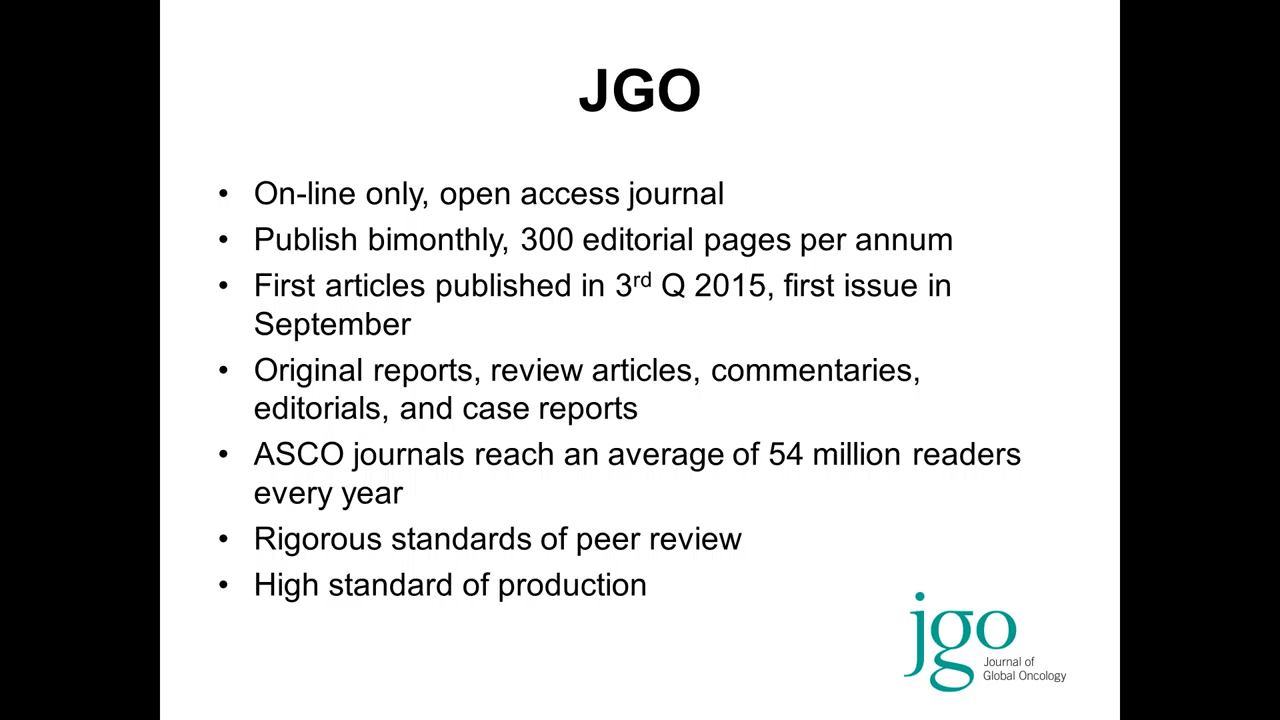 JGO
• On-line only, open access journal
• Publish bimonthly, 300 editorial pages per annum
• First articles published in 3rd Q 2015, first issue in
September
• Original reports, review articles, commentaries,
editorials, and case reports
• ASCO journals reach an average of 54 million readers
every year
• Rigorous standards of peer review
• High standard of production
jgo
Journal of
Global Oncology